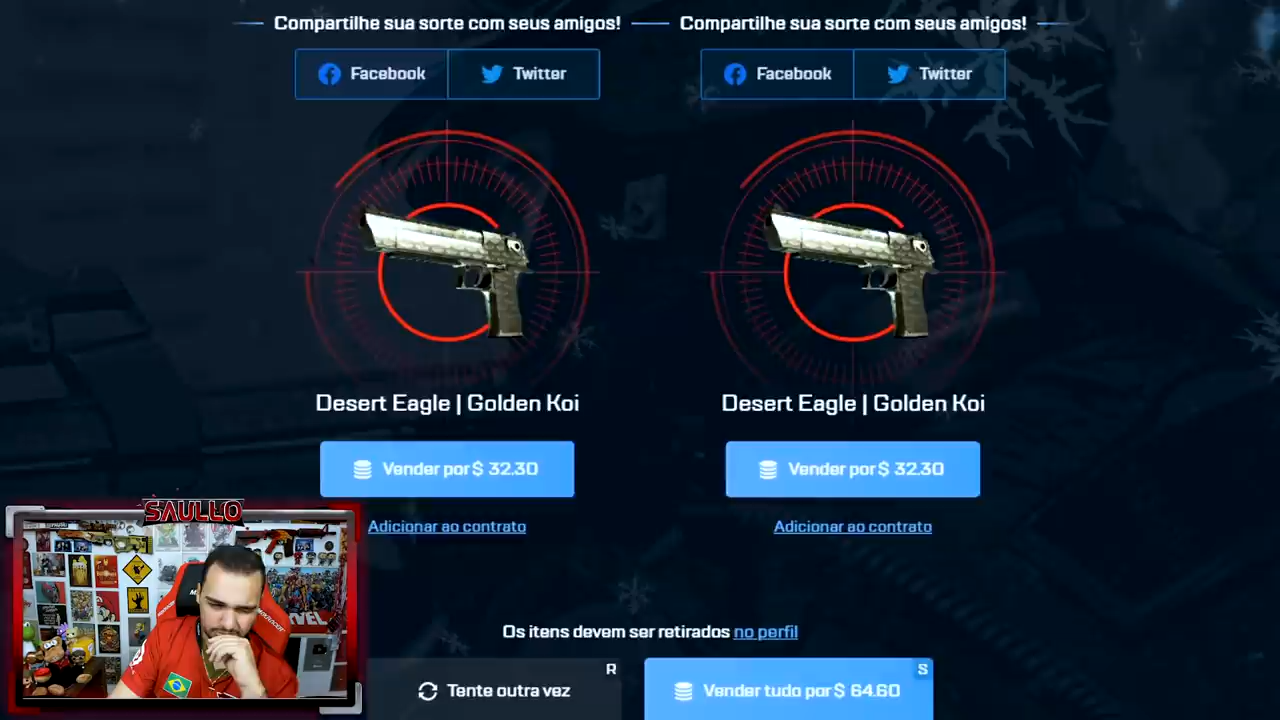 Compartilhe sua sorte com seus amigos!
Compartilhe sua sorte com seus amigos!
Facebook
Twitter
Facebook
Twitter
Desert Eagle | Golden Koi
Desert Eagle | Golden Koi
Vender por $ 32.30
Vender por $ 32.30
Adicionar ao contrato
Adicionar ao contrato
SAULLO
Os itens devem ser retirados no perfil
Tente outra vez
R
Vender tudo por $ 64.60
S